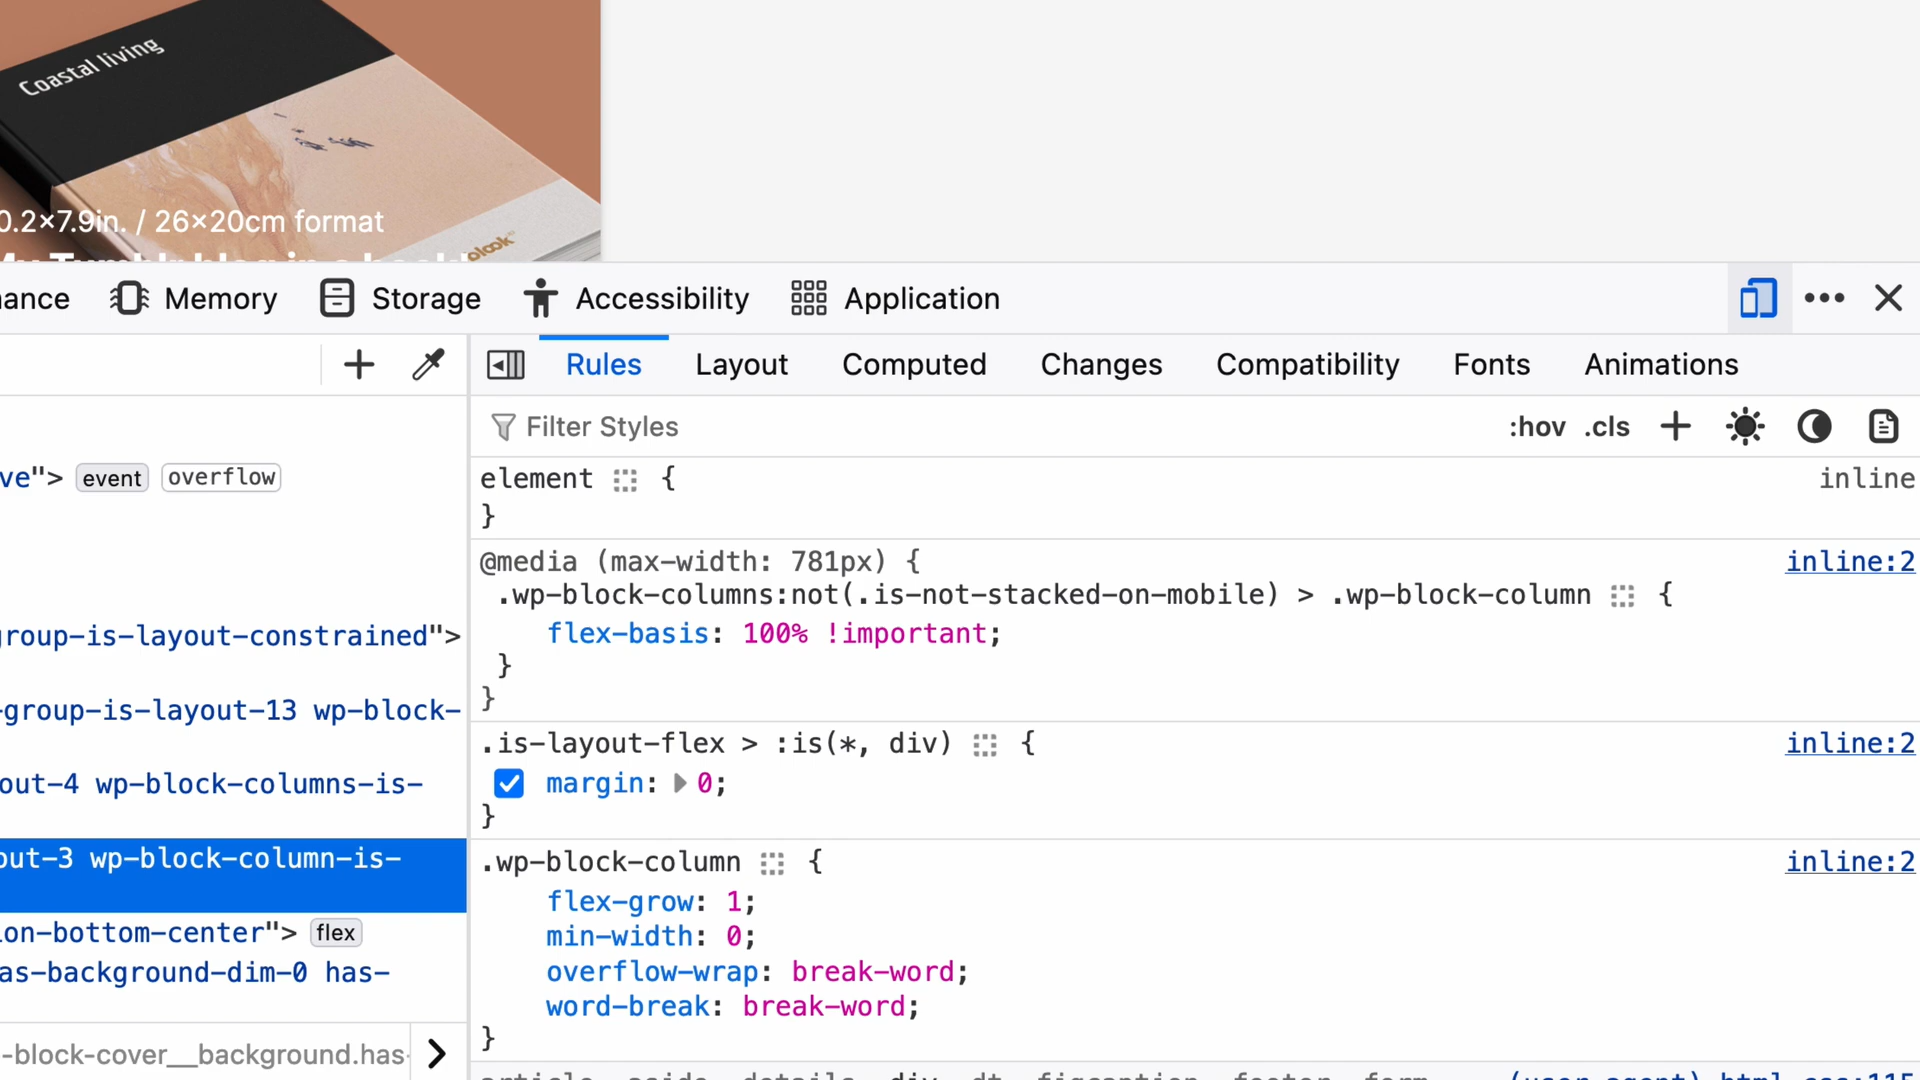 Coastal living
0.2×7.9in. / 26×20cm format
blook
Memory
Storage
Accessibility
Application
Rules
Layout
Computed
Changes
Compatibility
Fonts
Animations
Filter Styles
:hov .cls
ve"> event overflow
group-is-layout-constrained">
-group-is-layout-13 wp-block-
out-4 wp-block-columns-is-
out-3 wp-block-column-is-
ion-bottom-center"> flex
as-background-dim-0 has-
-block-cover__background.has-
element {
inline
}
@media (max-width: 781px) {
inline:2
.wp-block-columns:not(.is-not-stacked-on-mobile) > .wp-block-column {
flex-basis: 100% !important;
}
}
.is-layout-flex > :is(*, div) {
inline:2
margin: 0;
}
.wp-block-column {
inline:2
flex-grow: 1;
min-width: 0;
overflow-wrap: break-word;
word-break: break-word;
}